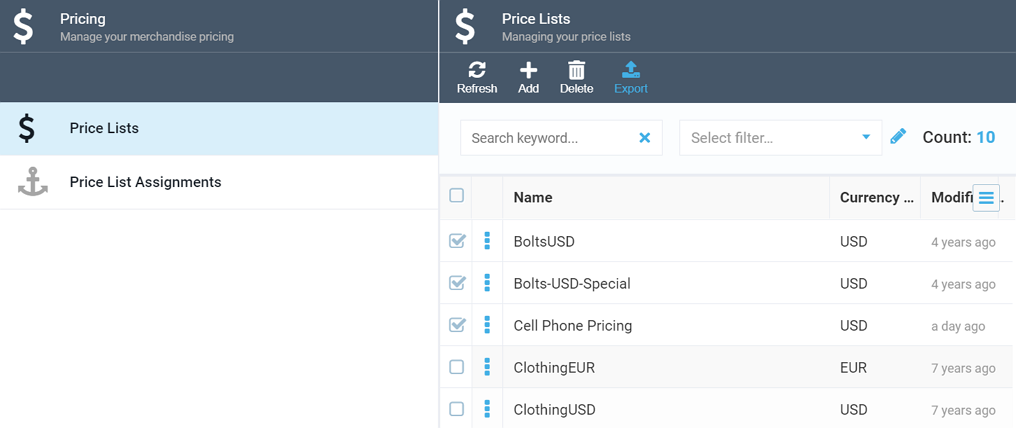 Pricing
Manage your merchandise pricing
Price Lists
Price List Assignments
Price Lists
Managing your price lists
Refresh Add Delete Export
Search keyword... Select filter... Count: 10
Name Currency ...
BoltsUSD USD 4 years ago
Bolts-USD-Special USD 4 years ago
Cell Phone Pricing USD a day ago
ClothingEUR EUR 7 years ago
ClothingUSD USD 7 years ago